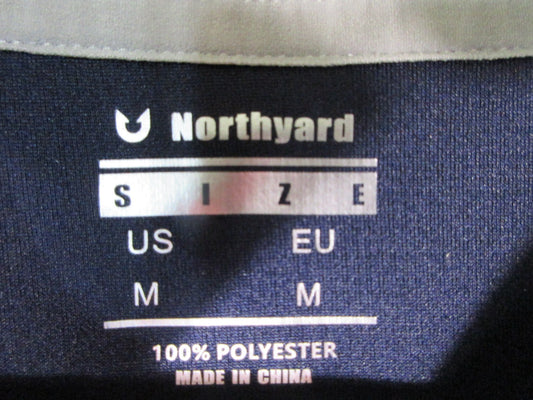 Northyard
SIZE
US EU
M M
100% POLYESTER
MADE IN CHINA